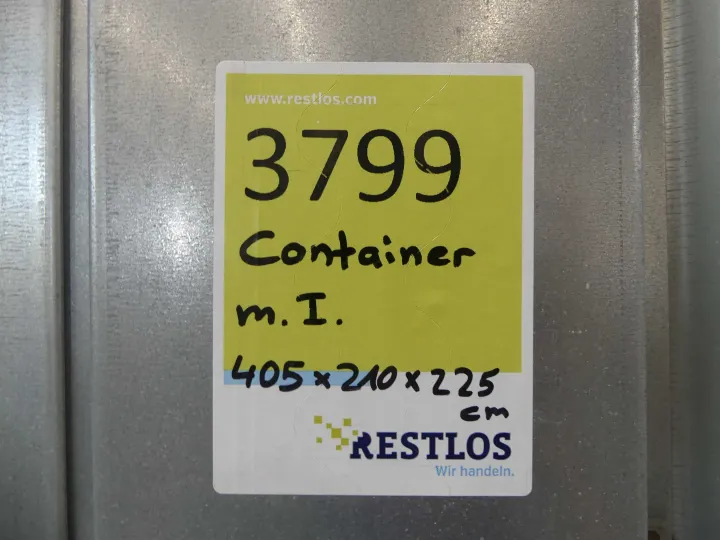 www.restlos.com
3799
Container
m. I.
405 x 210 x 225
cm
RESTLOS
Wir handeln.